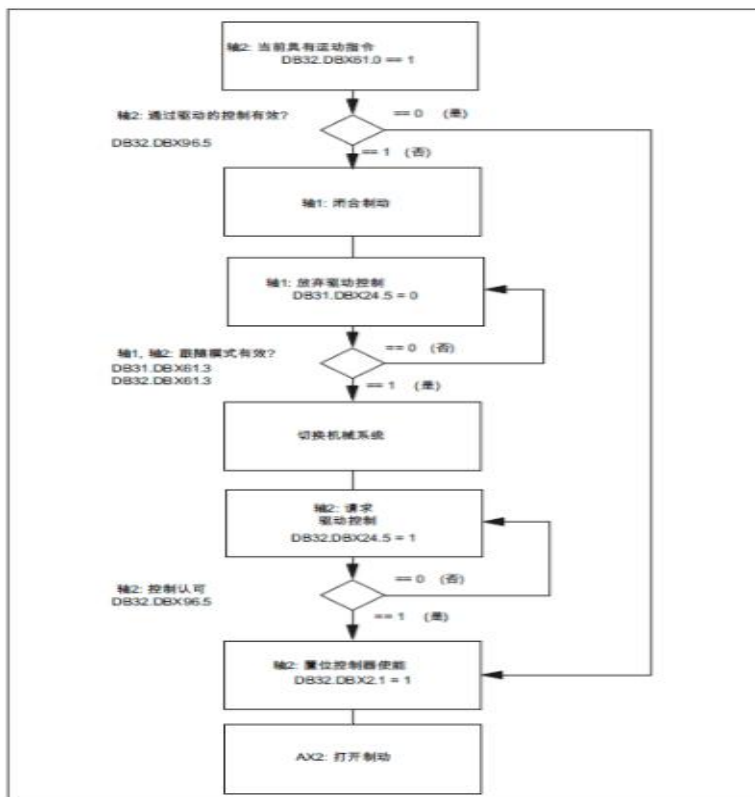 轴2: 当前具有运动指令
DB32.DBX61.0 == 1
轴2: 通过驱动的控制有效?
== 0 (是)
DB32.DBX96.5
== 1 (否)
轴1: 闭合制动
轴1: 放弃驱动控制
DB31.DBX24.5 = 0
轴1, 轴2: 跟随模式有效?
== 0 (否)
DB31.DBX61.3
DB32.DBX61.3
== 1 (是)
切换机械系统
轴2: 请求
驱动控制
DB32.DBX24.5 = 1
轴2: 控制认可
== 0 (否)
DB32.DBX96.5
== 1 (是)
轴2: 置位控制器使能
DB32.DBX2.1 = 1
AX2: 打开制动